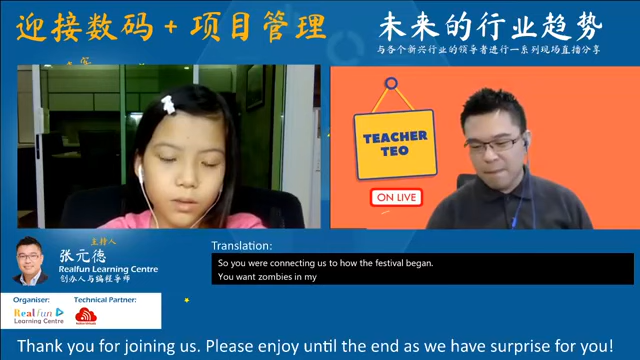 迎接数码 + 项目管理
未来的行业趋势
与各个新兴行业的领导者进行一系列现场直播分享
TEACHER
TEO
ON LIVE
主持人
张元德
Realfun Learning Centre
创办人与编程导师
Translation:
So you were connecting us to how the festival began.
You want zombies in my
Organiser:
Technical Partner:
Realfun
Learning Centre
Thank you for joining us. Please enjoy until the end as we have surprise for you!